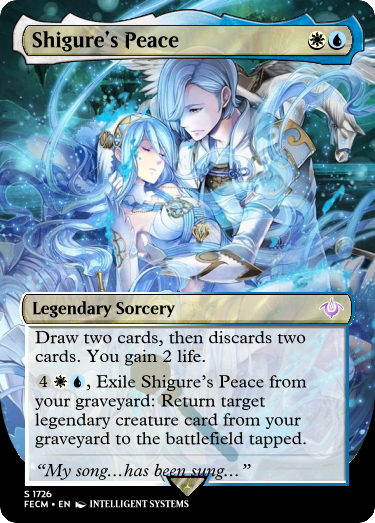 Shigure's Peace
Legendary Sorcery
Draw two cards, then discards two
cards. You gain 2 life.
4, Exile Shigure's Peace from
your graveyard: Return target
legendary creature card from your
graveyard to the battlefield tapped.
“My song…has been sung…”
S 1726
FECM • EN INTELLIGENT SYSTEMS